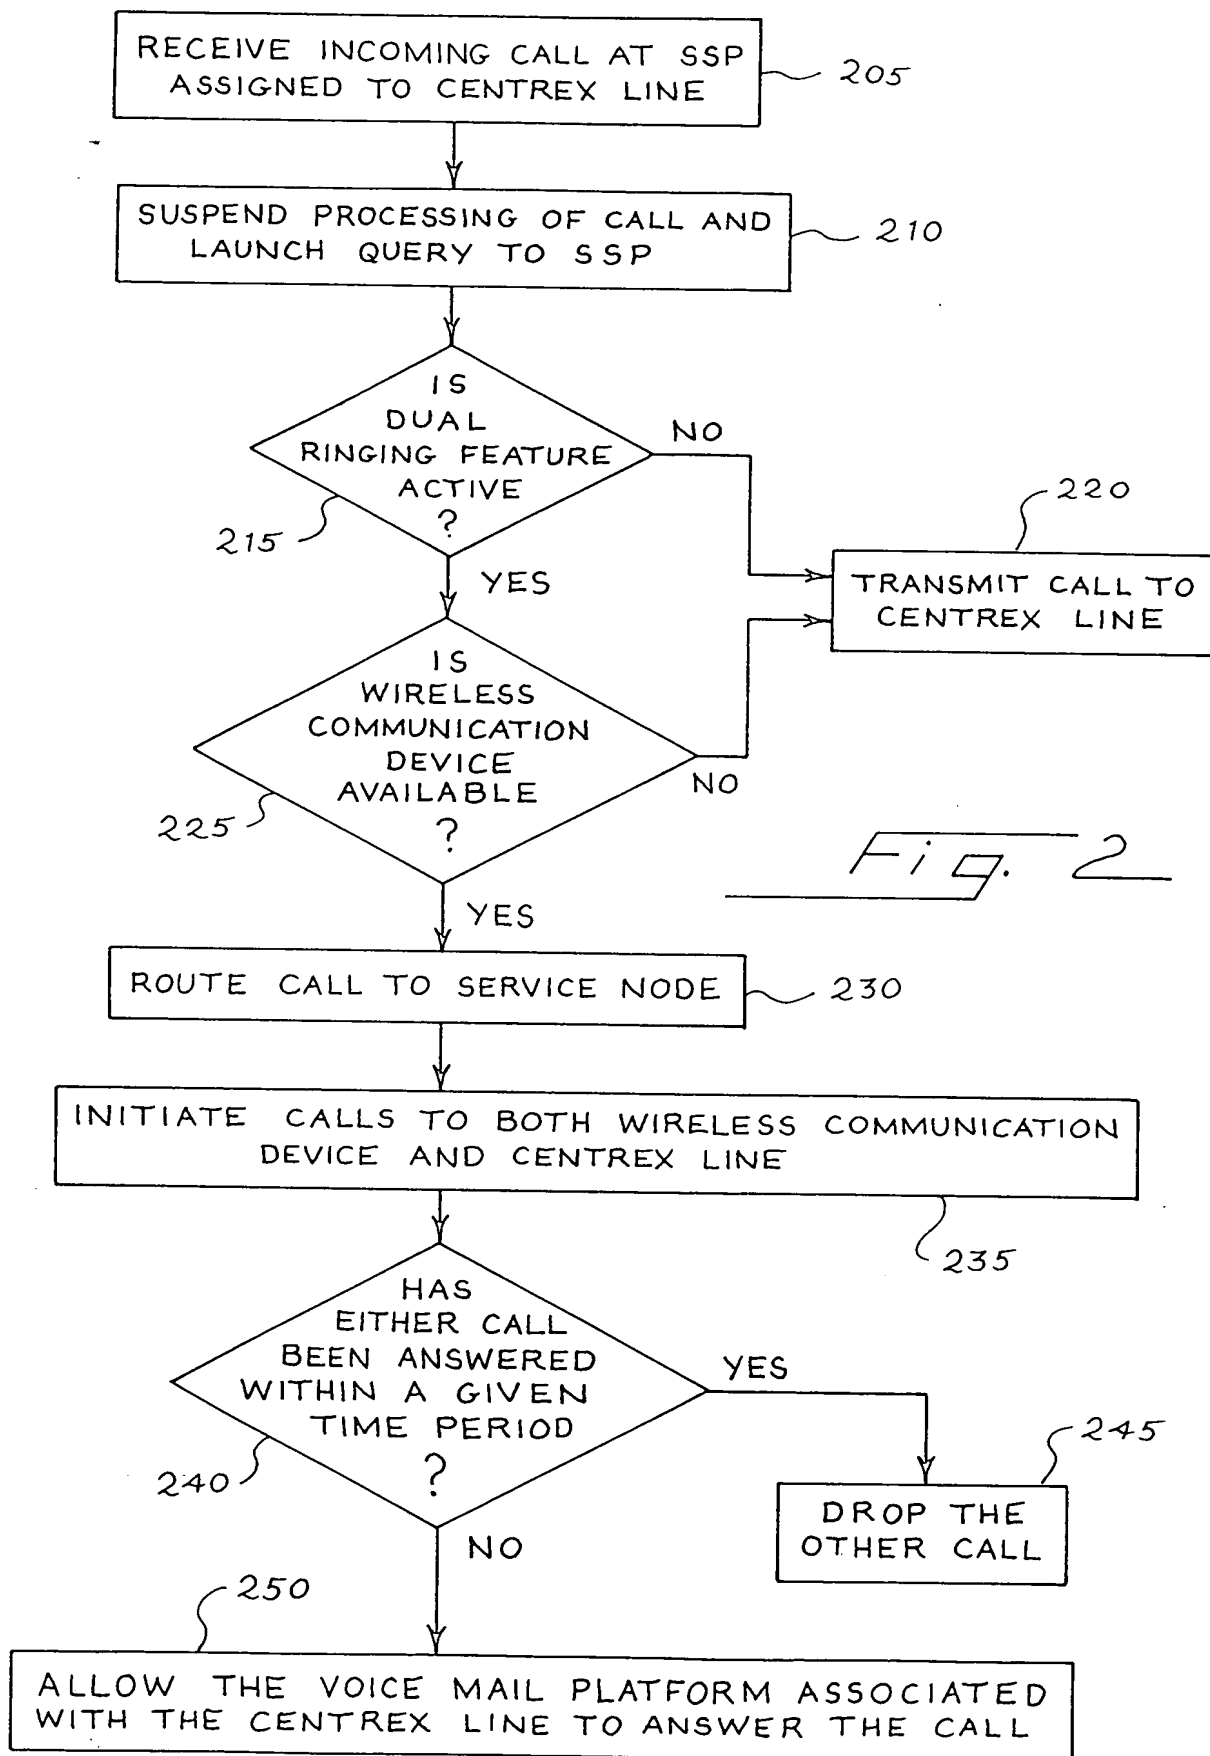 RECEIVE INCOMING CALL AT SSP
ASSIGNED TO CENTREX LINE
205
SUSPEND PROCESSING OF CALL AND
LAUNCH QUERY TO SSP
210
IS
DUAL
RINGING FEATURE
ACTIVE
?
215
NO
YES
220
TRANSMIT CALL TO
CENTREX LINE
IS
WIRELESS
COMMUNICATION
DEVICE
AVAILABLE
?
225
NO
YES
Fig. 2
ROUTE CALL TO SERVICE NODE
230
INITIATE CALLS TO BOTH WIRELESS COMMUNICATION
DEVICE AND CENTREX LINE
235
HAS
EITHER CALL
BEEN ANSWERED
WITHIN A GIVEN
TIME PERIOD
?
240
YES
NO
245
DROP THE
OTHER CALL
250
ALLOW THE VOICE MAIL PLATFORM ASSOCIATED
WITH THE CENTREX LINE TO ANSWER THE CALL